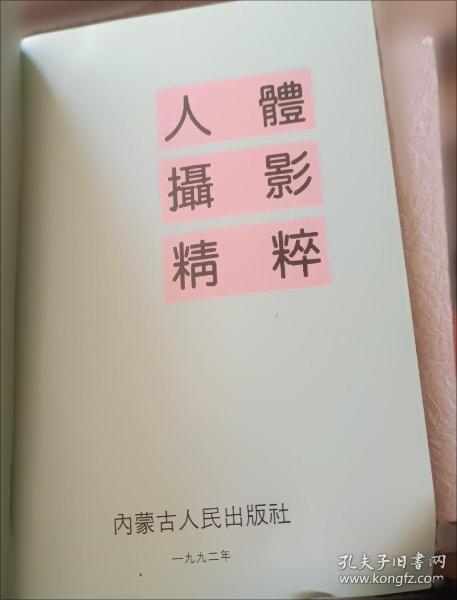 人體
攝影
精粹
內蒙古人民出版社
一九九二年
孔夫子旧书网
www.kongfz.com